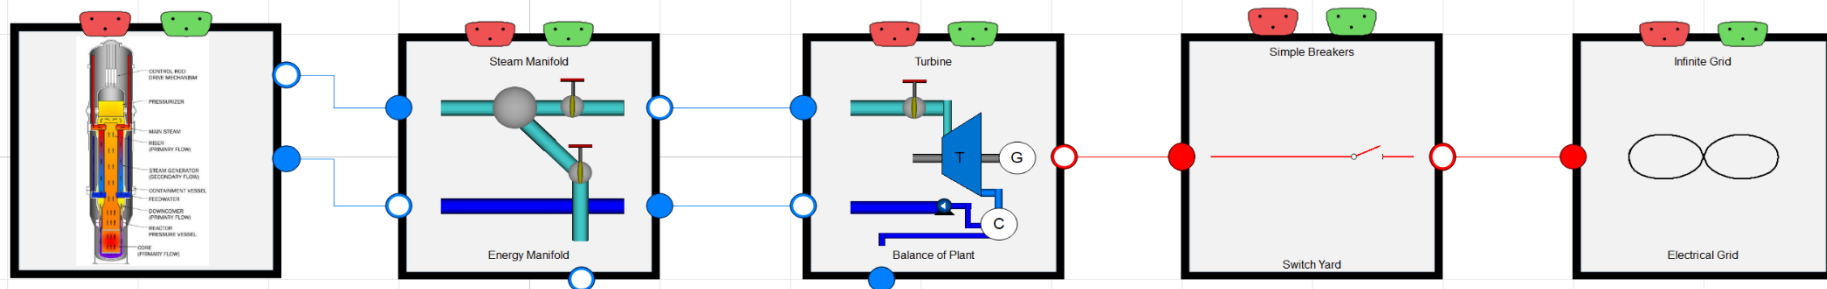 CONTROL ROD
DRIVE MECHANISM
PRESSURIZER
MAIN STEAM
RISER
(PRIMARY FLOW)
STEAM GENERATOR
(SECONDARY FLOW)
CONTAINMENT VESSEL
FEEDWATER
DOWNCOMER
(PRIMARY FLOW)
REACTOR
PRESSURE VESSEL
CORE
(PRIMARY FLOW)
Steam Manifold
Energy Manifold
Turbine
T
G
C
Balance of Plant
Simple Breakers
Switch Yard
Infinite Grid
Electrical Grid